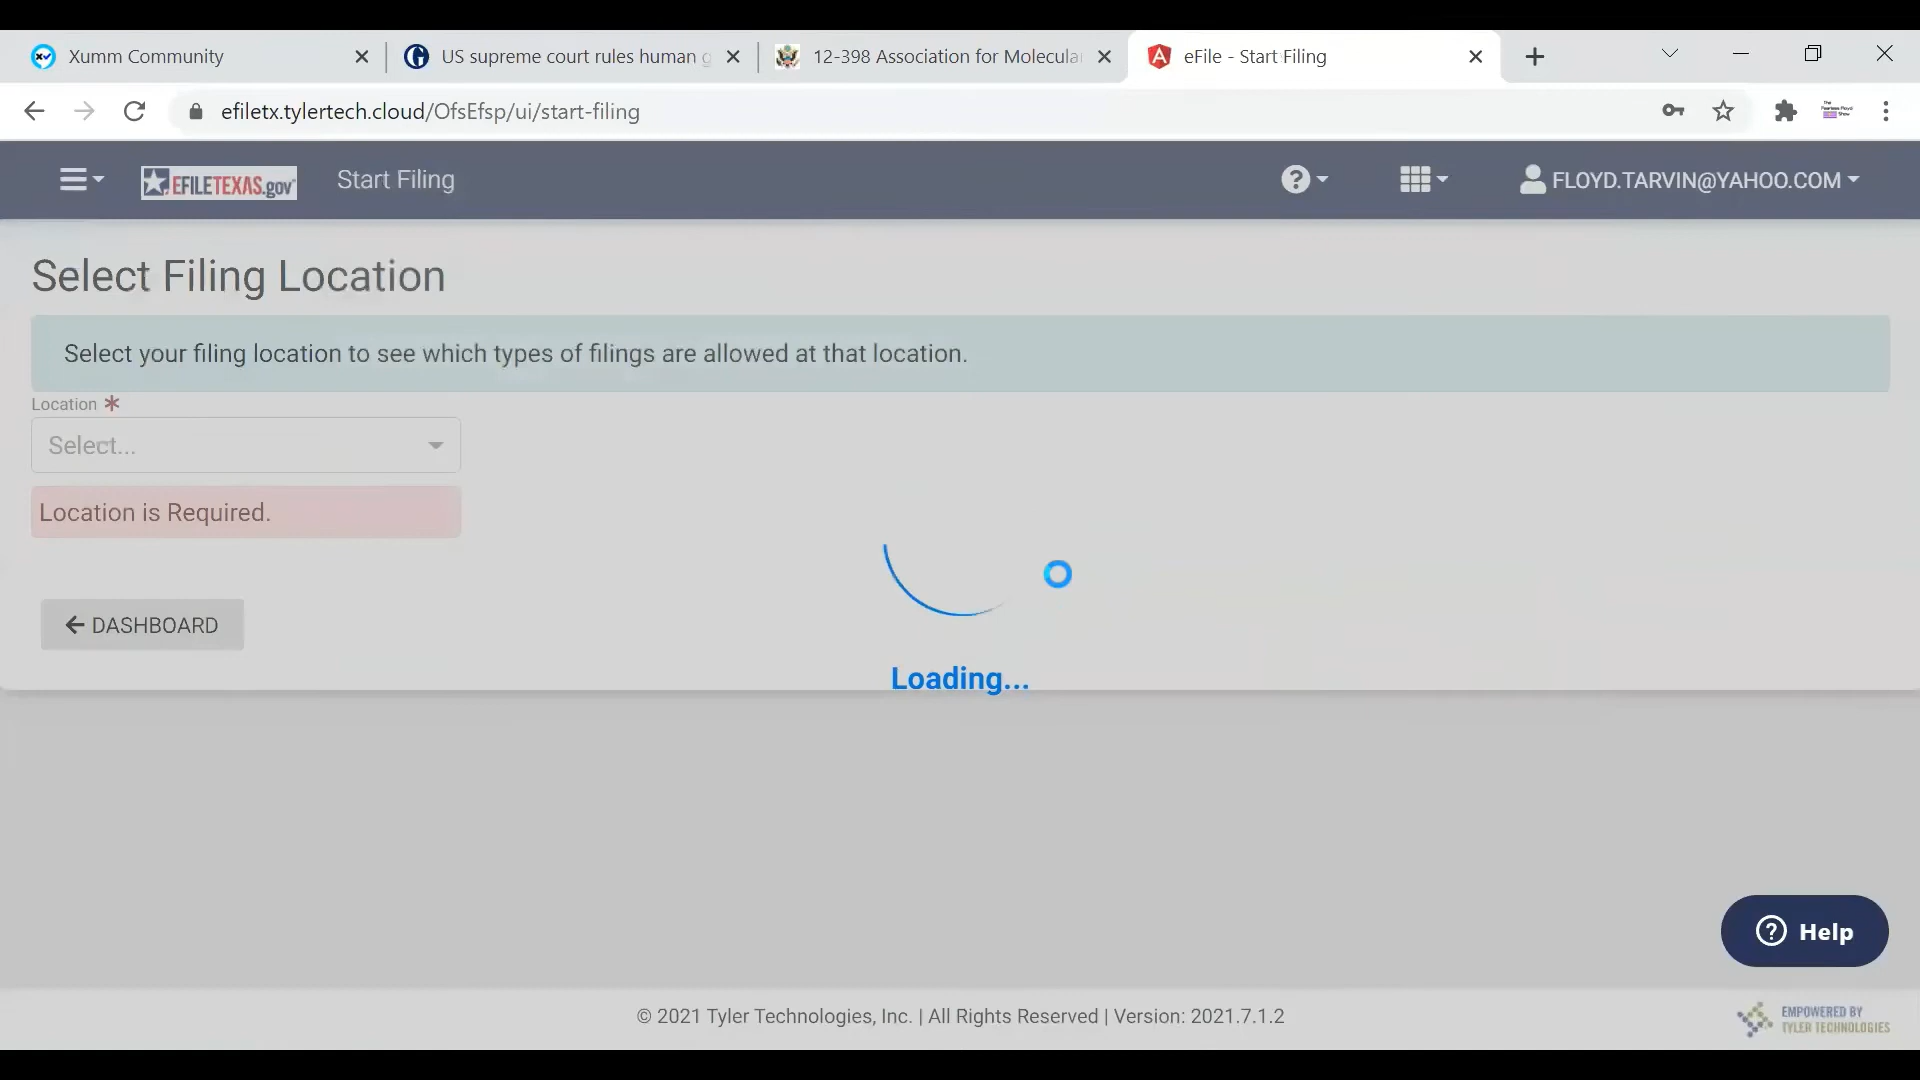 Xumm Community
US supreme court rules human g
12-398 Association for Molecula
eFile - Start Filing
efiletx.tylertech.cloud/OfsEfsp/ui/start-filing
EFILETEXAS.gov
Start Filing
FLOYD.TARVIN@YAHOO.COM
Select Filing Location
Select your filing location to see which types of filings are allowed at that location.
Location *
Select...
Location is Required.
DASHBOARD
Loading...
Help
© 2021 Tyler Technologies, Inc. | All Rights Reserved | Version: 2021.7.1.2
EMPOWERED BY
TYLER TECHNOLOGIES